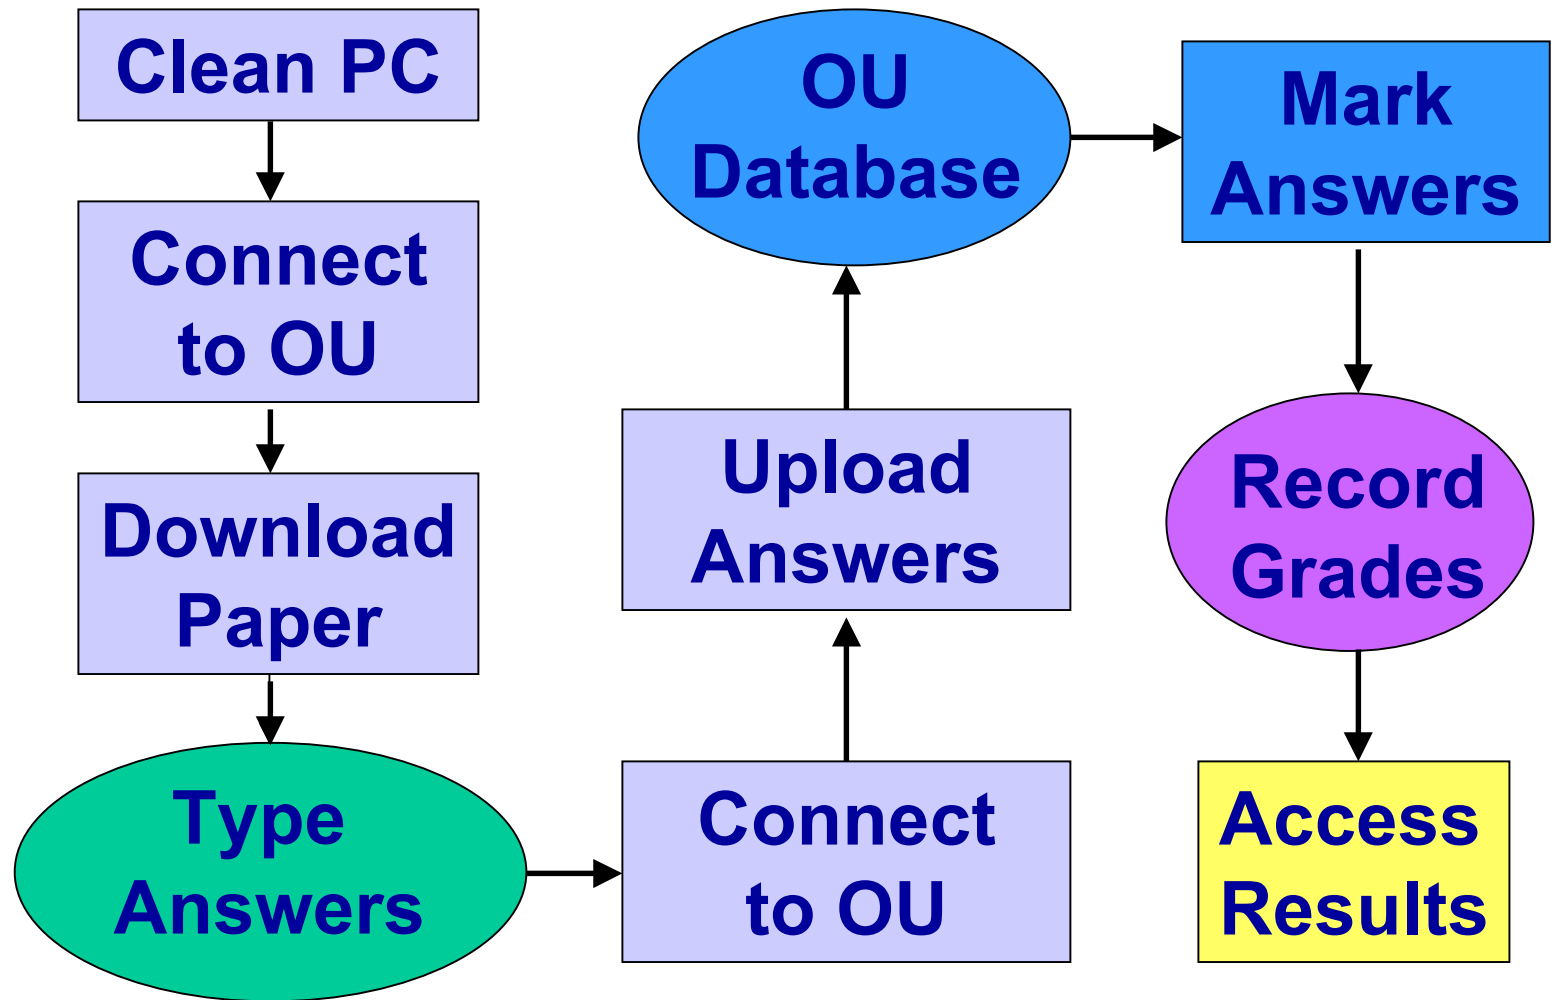 Clean PC
Connect
to OU
Download
Paper
Type
Answers
Connect
to OU
Upload
Answers
OU
Database
Mark
Answers
Record
Grades
Access
Results